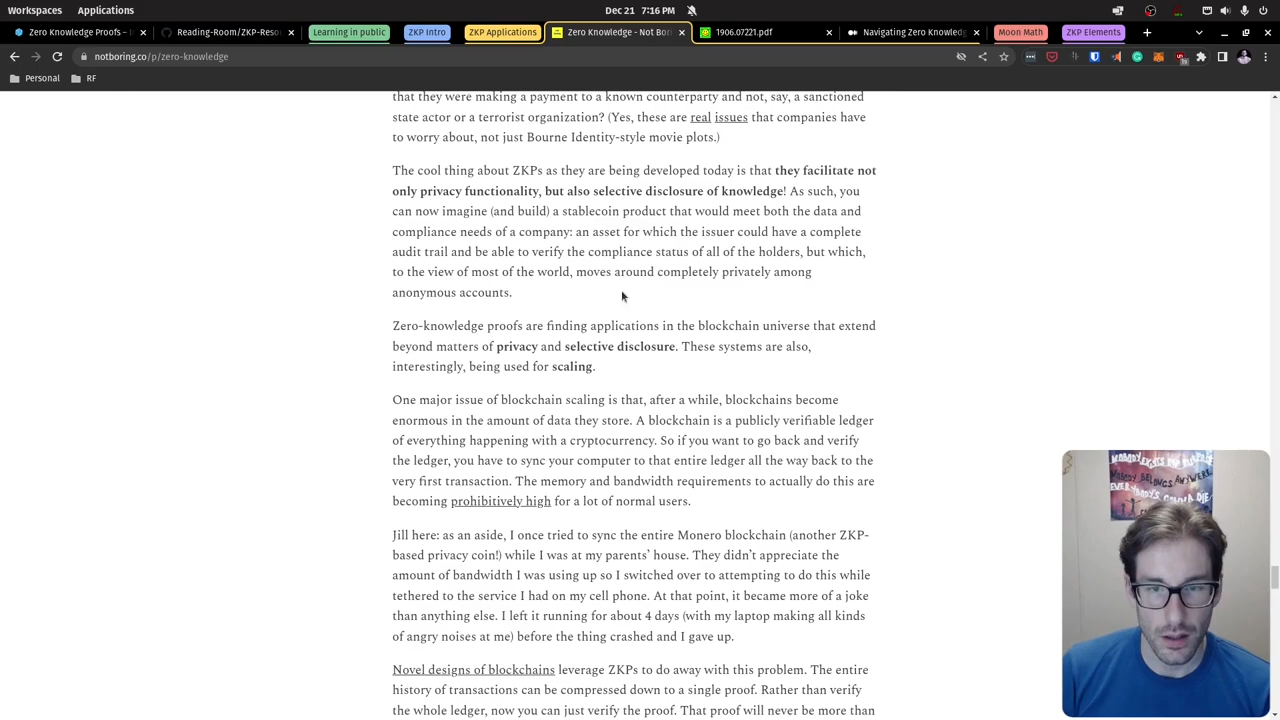 Workspaces Applications Dec 21 7:16 PM
Zero Knowledge Proofs – Reading-Room/ZKP-Reso Learning in public ZKP Intro ZKP Applications Zero Knowledge - Not Bori 1906.07221.pdf Navigating Zero Knowledg Moon Math ZKP Elements
notboring.co/p/zero-knowledge
Personal RF
that they were making a payment to a known counterparty and not, say, a sanctioned
state actor or a terrorist organization? (Yes, these are real issues that companies have
to worry about, not just Bourne Identity-style movie plots.)
The cool thing about ZKPs as they are being developed today is that they facilitate not
only privacy functionality, but also selective disclosure of knowledge! As such, you
can now imagine (and build) a stablecoin product that would meet both the data and
compliance needs of a company: an asset for which the issuer could have a complete
audit trail and be able to verify the compliance status of all of the holders, but which,
to the view of most of the world, moves around completely privately among
anonymous accounts.
Zero-knowledge proofs are finding applications in the blockchain universe that extend
beyond matters of privacy and selective disclosure. These systems are also,
interestingly, being used for scaling.
One major issue of blockchain scaling is that, after a while, blockchains become
enormous in the amount of data they store. A blockchain is a publicly verifiable ledger
of everything happening with a cryptocurrency. So if you want to go back and verify
the ledger, you have to sync your computer to that entire ledger all the way back to the
very first transaction. The memory and bandwidth requirements to actually do this are
becoming prohibitively high for a lot of normal users.
Jill here: as an aside, I once tried to sync the entire Monero blockchain (another ZKP-
based privacy coin!) while I was at my parents’ house. They didn’t appreciate the
amount of bandwidth I was using up so I switched over to attempting to do this while
tethered to the service I had on my cell phone. At that point, it became more of a joke
than anything else. I left it running for about 4 days (with my laptop making all kinds
of angry noises at me) before the thing crashed and I gave up.
Novel designs of blockchains leverage ZKPs to do away with this problem. The entire
history of transactions can be compressed down to a single proof. Rather than verify
the whole ledger, now you can just verify the proof. That proof will never be more than
NOBODY EXISTS
NOBODY BELONGS ANYWHERE
EVERYBODY'S GONNA DIE